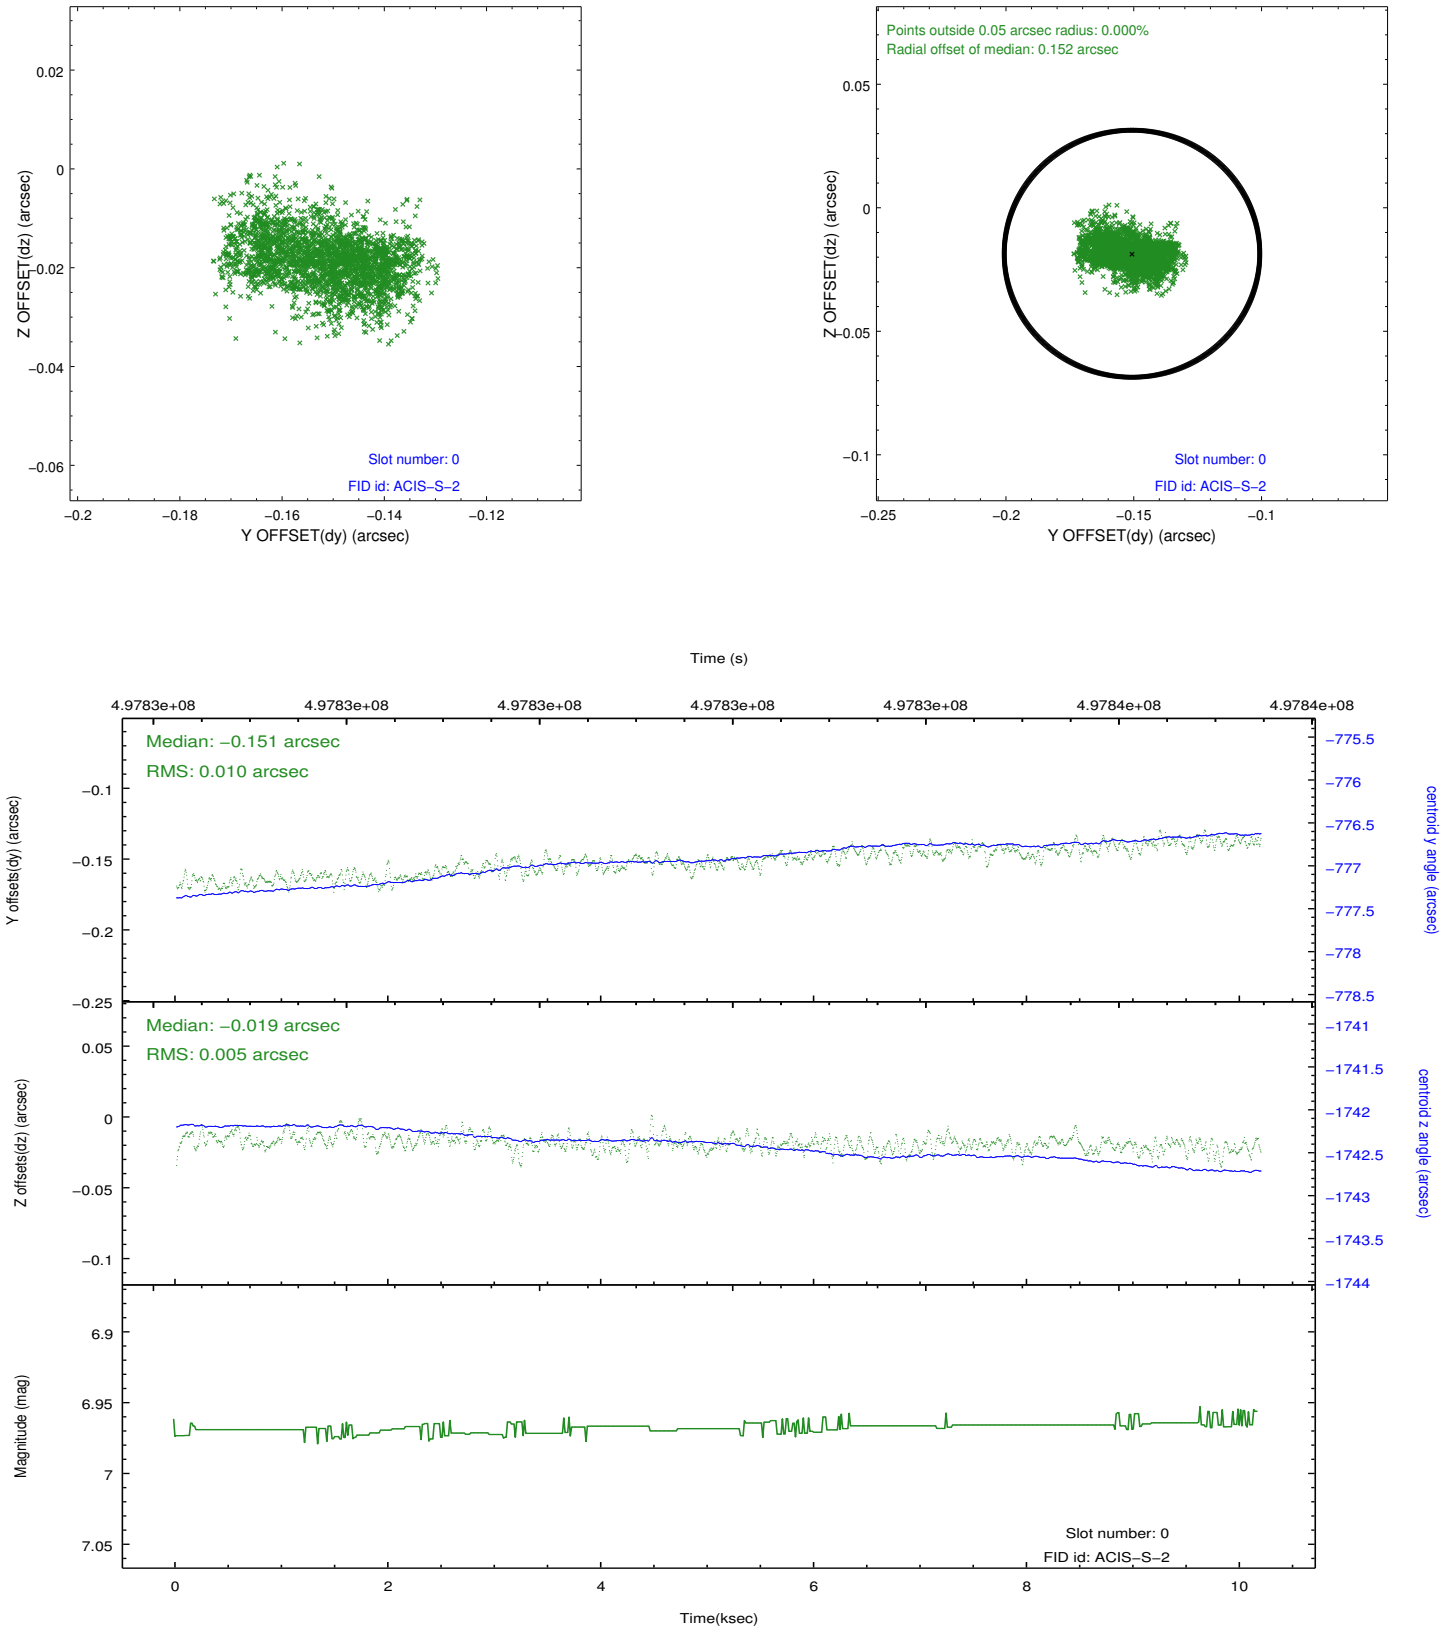 0.02
0
−0.02
−0.04
−0.06
Z OFFSET(dz) (arcsec)
Slot number: 0
FID id: ACIS−S−2
−0.2 −0.18 −0.16 −0.14 −0.12
Y OFFSET(dy) (arcsec)
Points outside 0.05 arcsec radius: 0.000%
Radial offset of median: 0.152 arcsec
0.05
0
−0.05
−0.1
Z OFFSET(dz) (arcsec)
Slot number: 0
FID id: ACIS−S−2
−0.25 −0.2 −0.15 −0.1
Y OFFSET(dy) (arcsec)
Time (s)
4.9783e+08 4.9783e+08 4.9783e+08 4.9783e+08 4.9783e+08 4.9784e+08 4.9784e+08
Median: −0.151 arcsec
RMS: 0.010 arcsec
−0.1
−0.15
−0.2
−0.25
Y offsets(dy) (arcsec)
−775.5
−776
−776.5
−777
−777.5
−778
−778.5
centroid y angle (arcsec)
Median: −0.019 arcsec
RMS: 0.005 arcsec
0.05
0
−0.05
−0.1
Z offsets(dz) (arcsec)
−1741
−1741.5
−1742
−1742.5
−1743
−1743.5
−1744
centroid z angle (arcsec)
6.9
6.95
7
7.05
Magnitude (mag)
Slot number: 0
FID id: ACIS−S−2
0 2 4 6 8 10
Time(ksec)